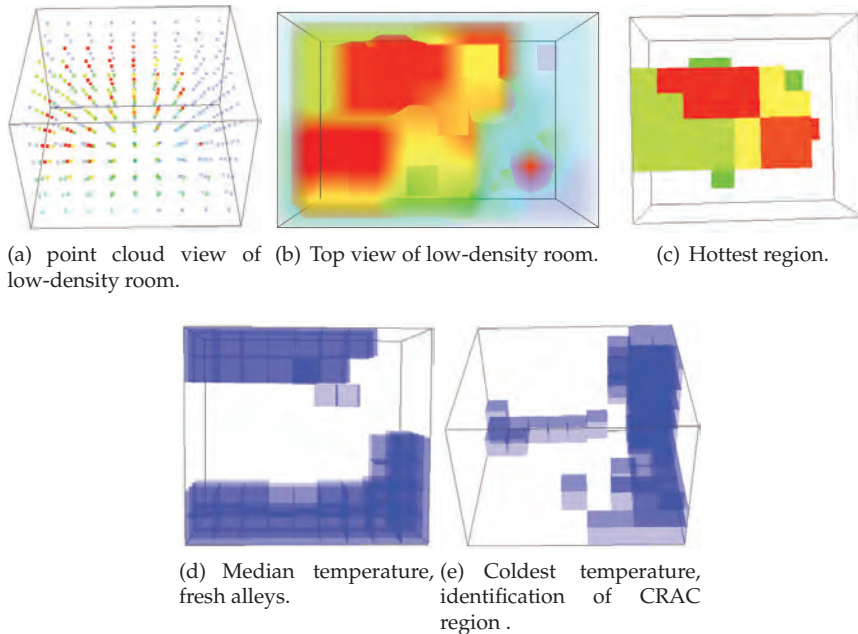 (a) point cloud view of
low-density room.
(b) Top view of low-density room.
(c) Hottest region.
(d) Median temperature,
fresh alleys.
(e) Coldest temperature,
identification of CRAC
region .